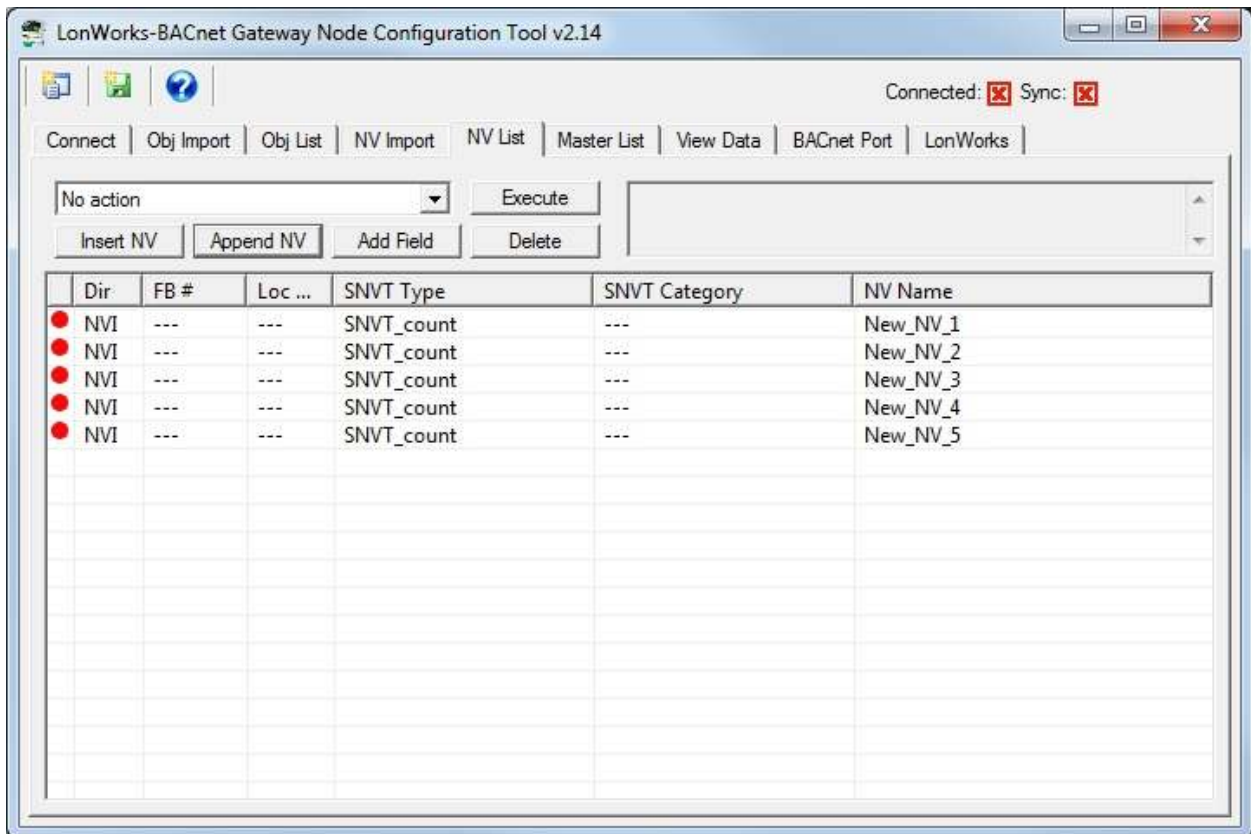 LonWorks-BACnet Gateway Node Configuration Tool v2.14
Connected: Sync:
Connect Obj Import Obj List NV Import NV List Master List View Data BACnet Port LonWorks
No action Execute
Insert NV Append NV Add Field Delete
Dir FB # Loc ... SNVT Type SNVT Category NV Name
NVI --- --- SNVT_count --- New_NV_1
NVI --- --- SNVT_count --- New_NV_2
NVI --- --- SNVT_count --- New_NV_3
NVI --- --- SNVT_count --- New_NV_4
NVI --- --- SNVT_count --- New_NV_5